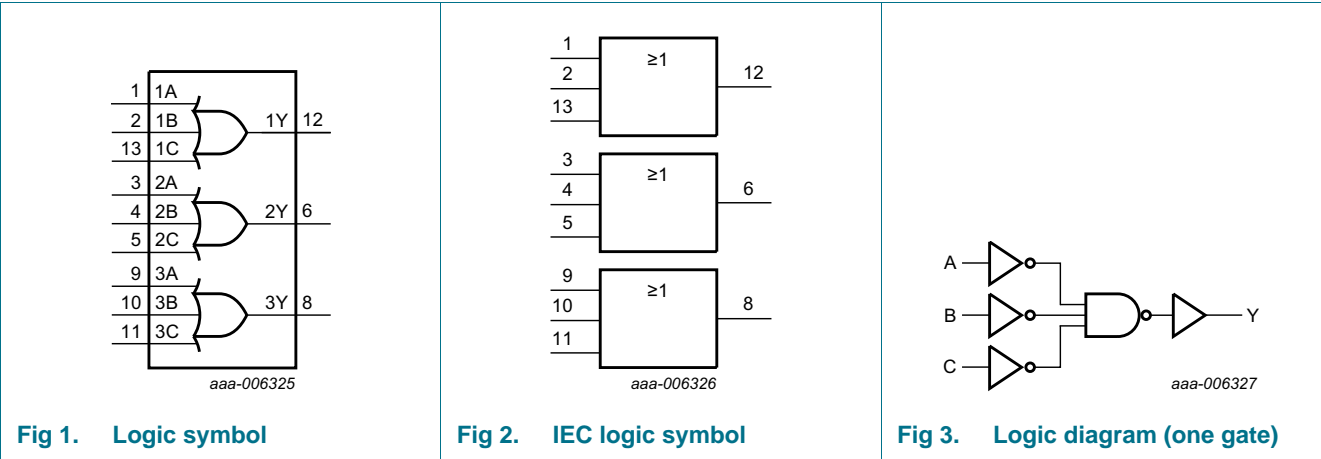 1 1A
2 1B 1Y 12
13 1C
3 2A
4 2B 2Y 6
5 2C
9 3A
10 3B 3Y 8
11 3C
aaa-006325
Fig 1. Logic symbol
1 ≥1
2 12
13
3 ≥1
4 6
5
9 ≥1
10 8
11
aaa-006326
Fig 2. IEC logic symbol
A
B Y
C
aaa-006327
Fig 3. Logic diagram (one gate)